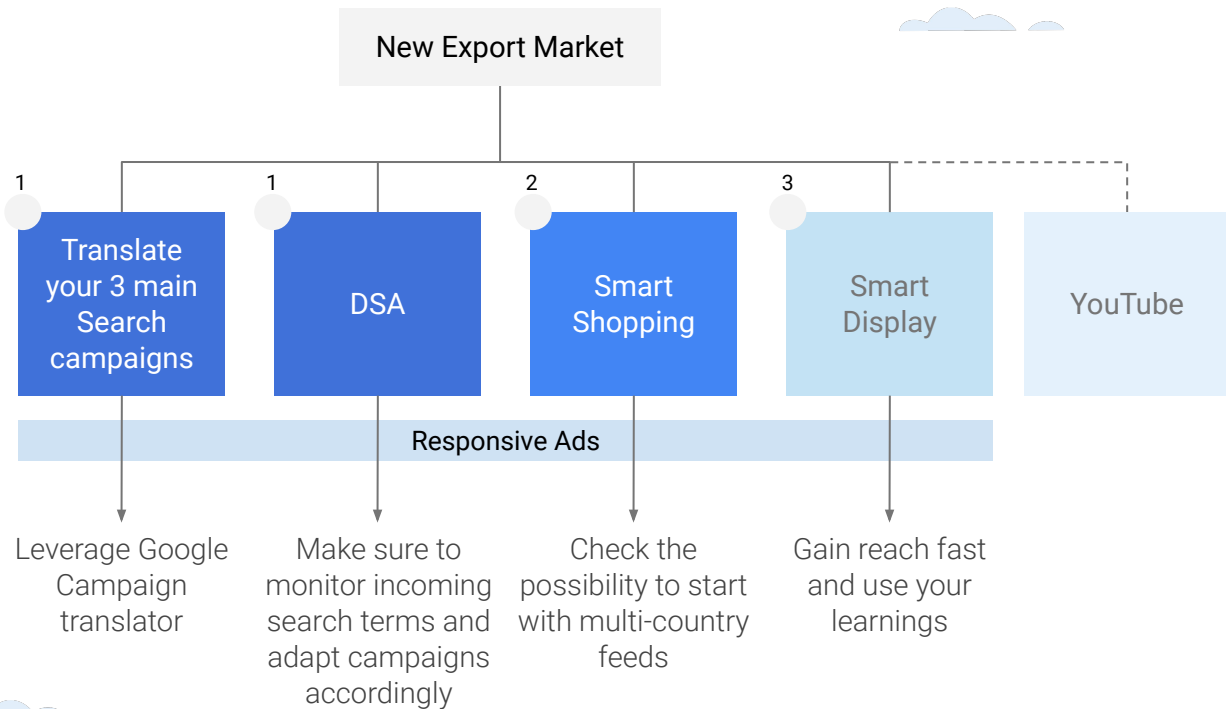 New Export Market
1
1
2
3
Translate
your 3 main
Search
campaigns
DSA
Smart
Shopping
Smart
Display
YouTube
Responsive Ads
Leverage Google
Campaign
translator
Make sure to
monitor incoming
search terms and
adapt campaigns
accordingly
Check the
possibility to start
with multi-country
feeds
Gain reach fast
and use your
learnings